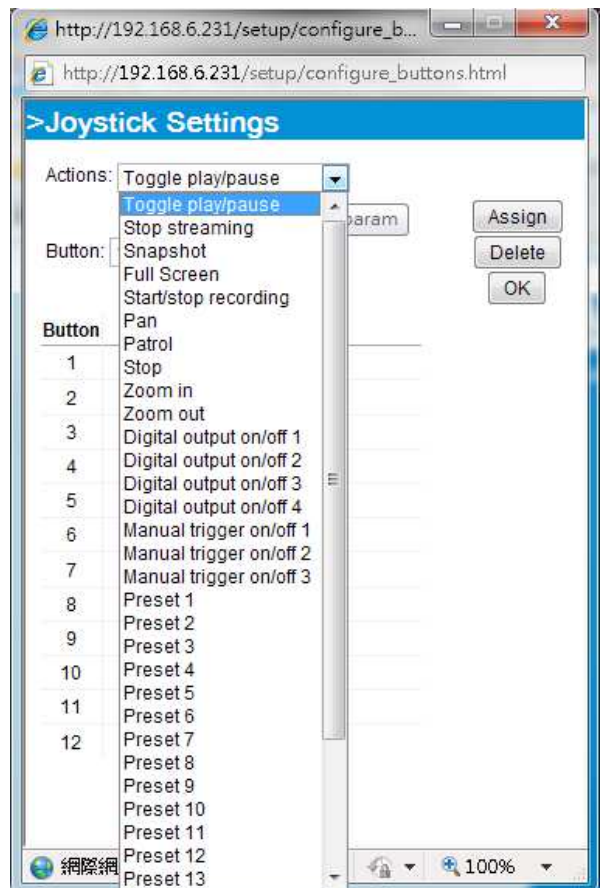 http://192.168.6.231/setup/configure_b...
http://192.168.6.231/setup/configure_buttons.html
>Joystick Settings
Actions: Toggle play/pause
Toggle play/pause
Stop streaming
Snapshot
Full Screen
Start/stop recording
Pan
Patrol
Stop
Zoom in
Zoom out
Digital output on/off 1
Digital output on/off 2
Digital output on/off 3
Digital output on/off 4
Manual trigger on/off 1
Manual trigger on/off 2
Manual trigger on/off 3
Preset 1
Preset 2
Preset 3
Preset 4
Preset 5
Preset 6
Preset 7
Preset 8
Preset 9
Preset 10
Preset 11
Preset 12
Preset 13
param
Assign
Button:
Delete
OK
Button
1
2
3
4
5
6
7
8
9
10
11
12
網際網
100%